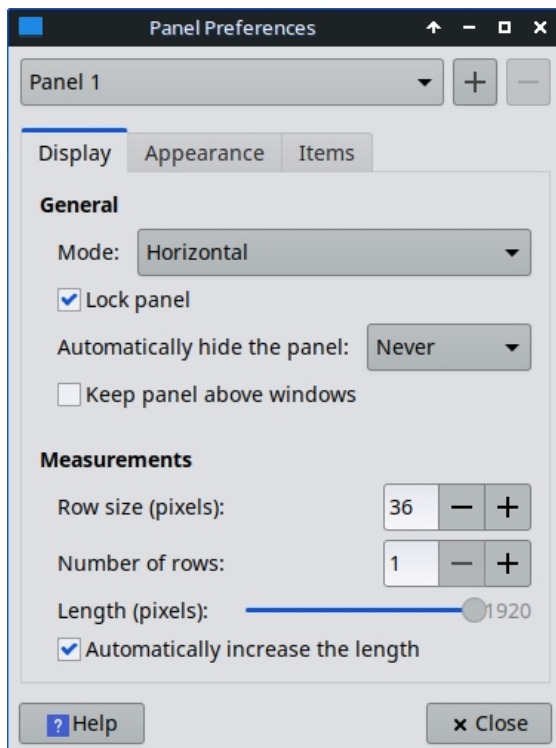 Panel Preferences
Panel 1
Display Appearance Items
General
Mode: Horizontal
Lock panel
Automatically hide the panel: Never
Keep panel above windows
Measurements
Row size (pixels): 36
Number of rows: 1
Length (pixels): 1920
Automatically increase the length
? Help × Close